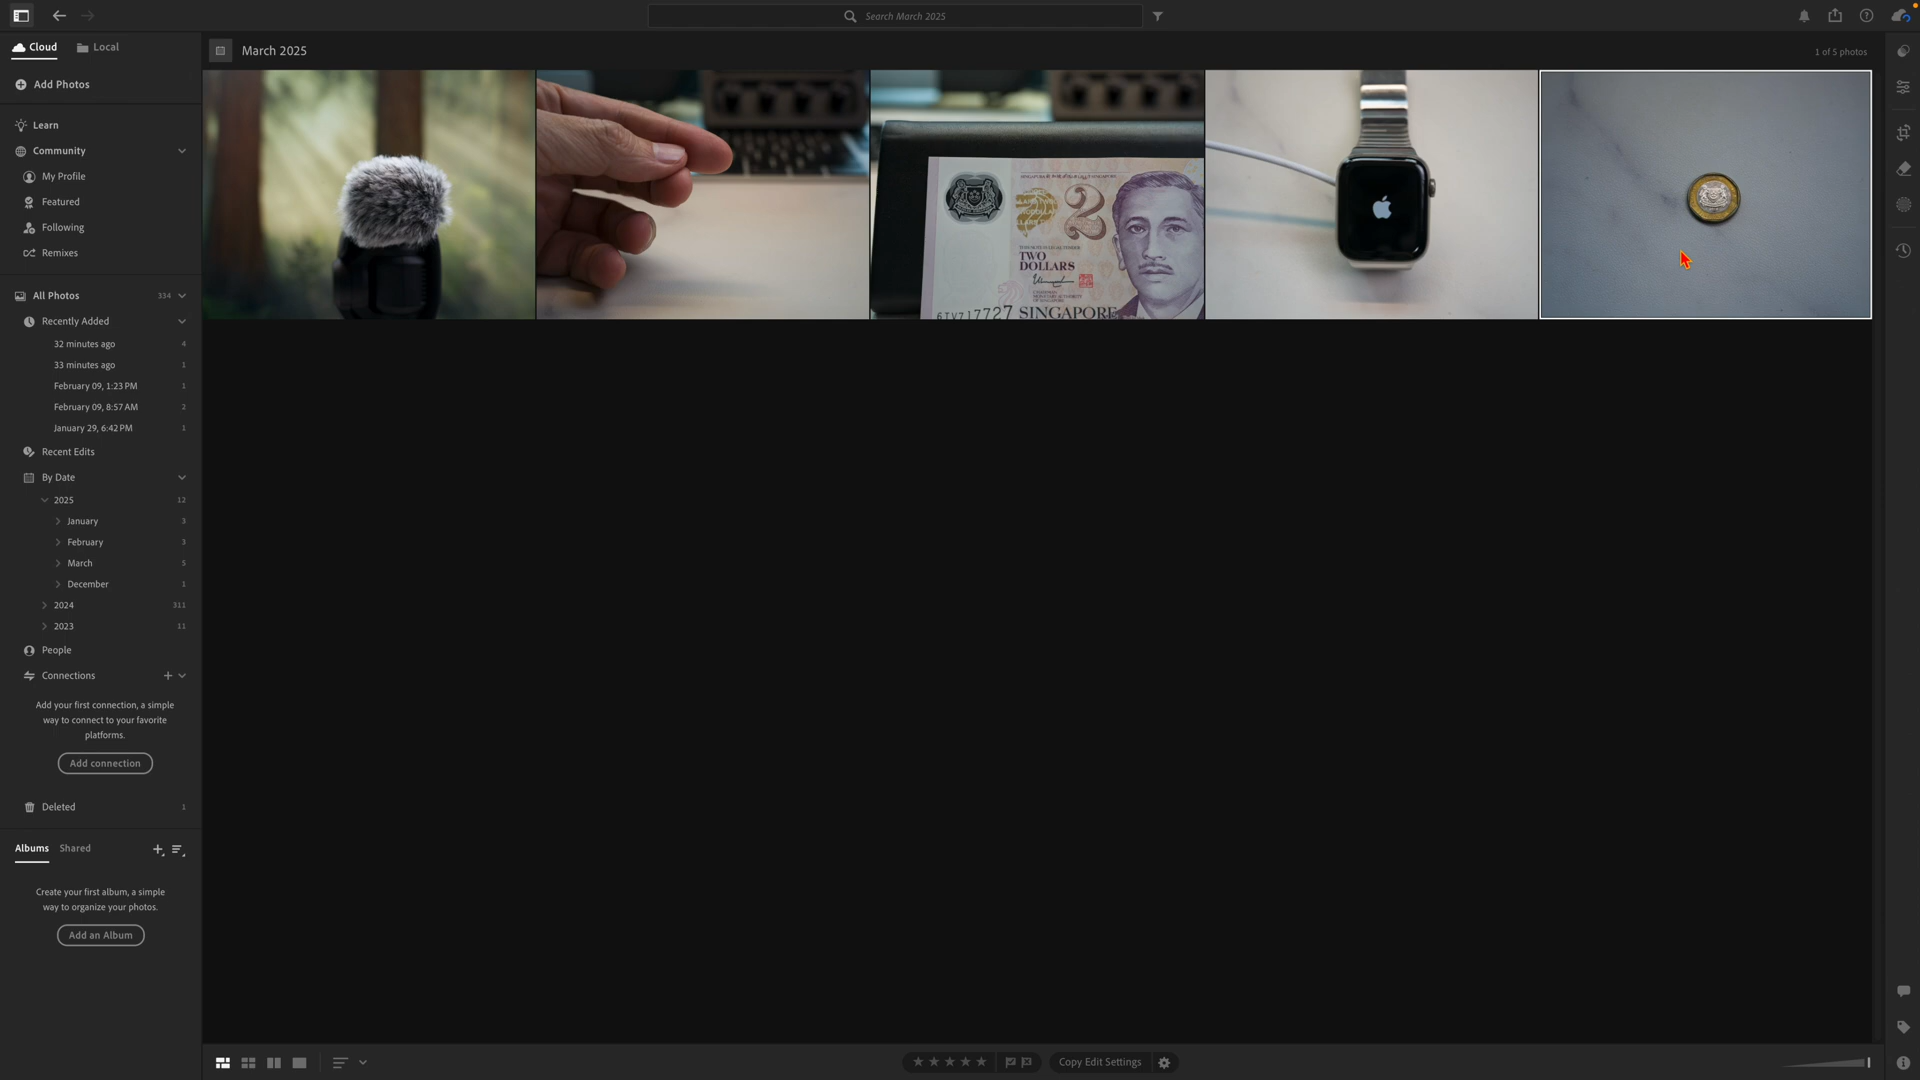 Search March 2025
Cloud
Local
March 2025
1 of 5 photos
Add Photos
Learn
Community
My Profile
Featured
Following
Remixes
All Photos 334
Recently Added
32 minutes ago 4
33 minutes ago 1
February 09, 1:23 PM 1
February 09, 8:57 AM 2
January 29, 6:42 PM 1
Recent Edits
By Date
2025 12
January 3
February 3
March 5
December 1
2024 311
2023 11
People
Connections
Add your first connection, a simple
way to connect to your favorite
platforms.
Add connection
Deleted 1
Albums
Shared
Create your first album, a simple
way to organize your photos.
Add an Album
2
TWO
DOLLARS
SINGAPORE
Copy Edit Settings